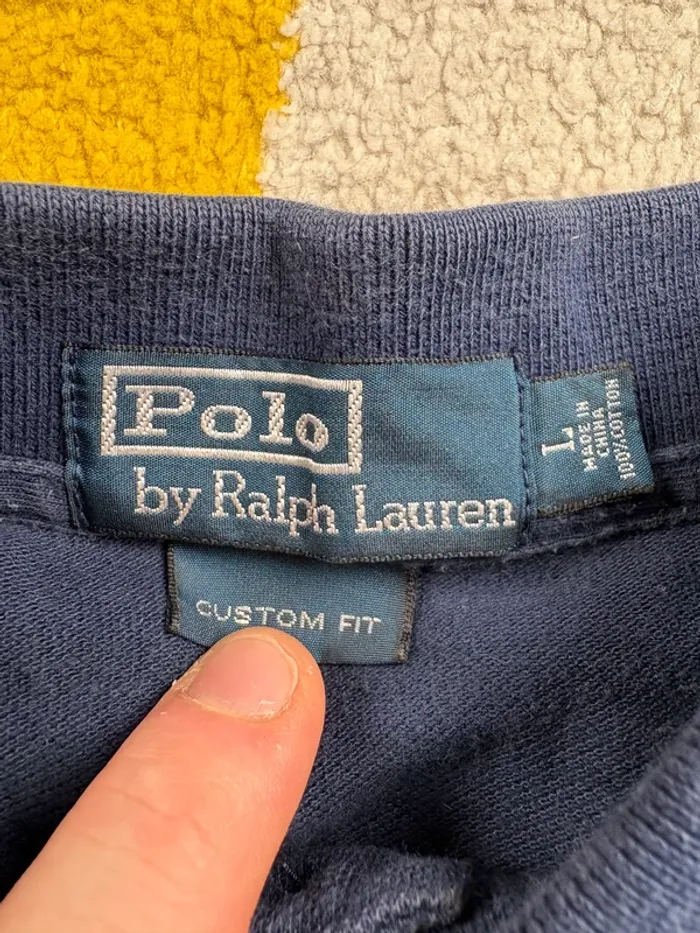 Polo
by Ralph Lauren
L
MADE IN
CHINA
100% COTTON
CUSTOM FIT